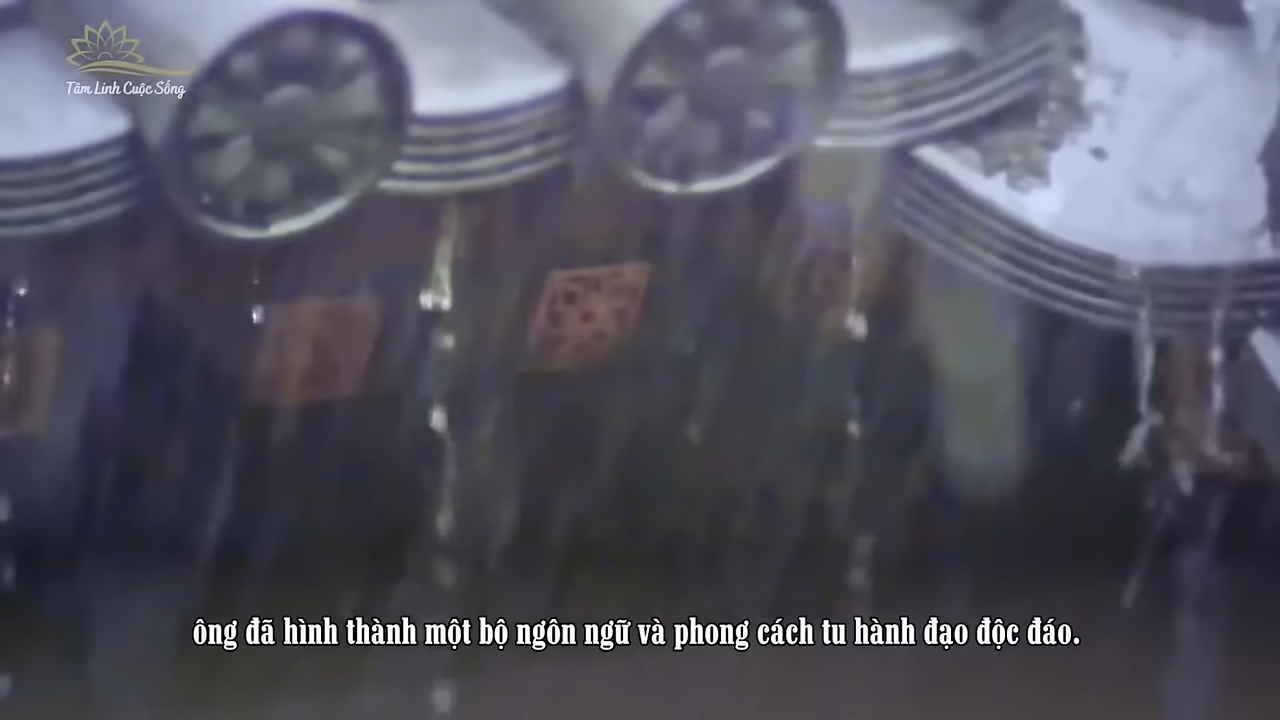 Tâm Linh Cuộc Sống
ông đã hình thành một bộ ngôn ngữ và phong cách tu hành đạo độc đáo.